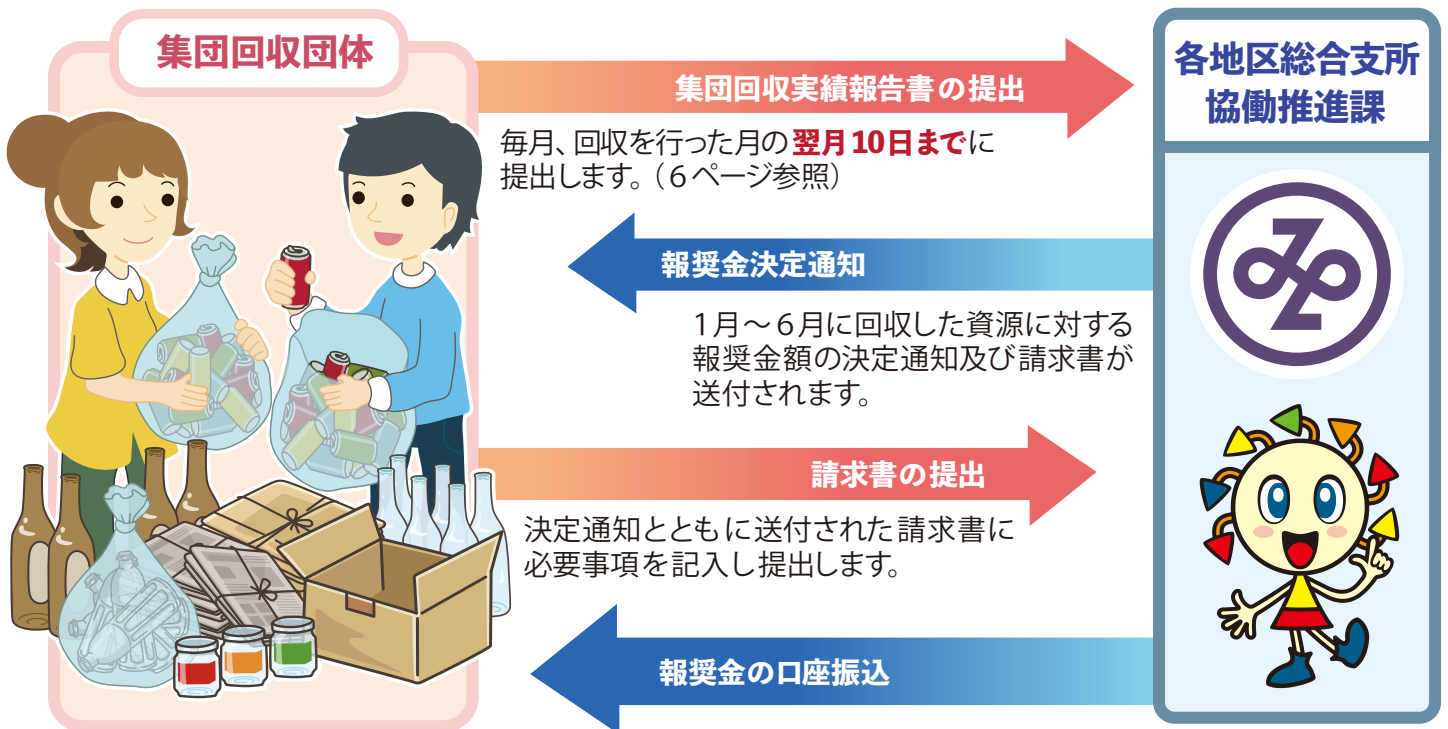 集団回収団体
各地区総合支所
協働推進課
集団回収実績報告書の提出
毎月、回収を行った月の翌月10日までに
提出します。（６ページ参照）
報奨金決定通知
１月～６月に回収した資源に対する
報奨金額の決定通知及び請求書が
送付されます。
請求書の提出
決定通知とともに送付された請求書に
必要事項を記入し提出します。
報奨金の口座振込